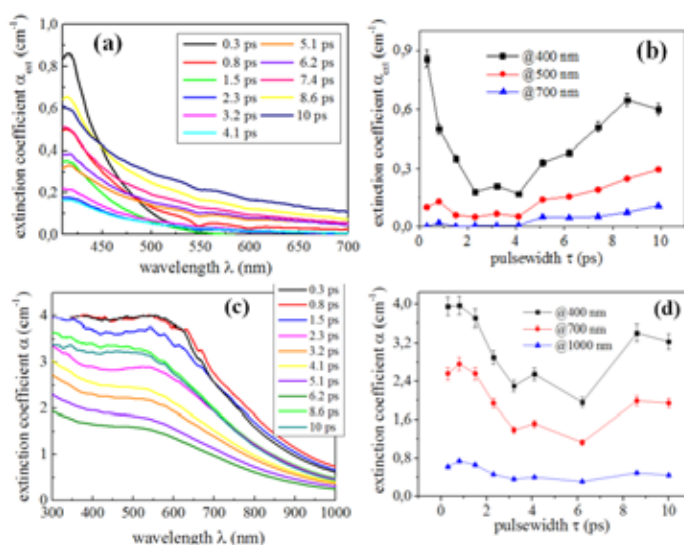 (a)
0.3 ps
0.8 ps
1.5 ps
2.3 ps
3.2 ps
4.1 ps
5.1 ps
6.2 ps
7.4 ps
8.6 ps
10 ps
extinction coefficient α_ext (cm⁻¹)
1,0
0,8
0,6
0,4
0,2
0,0
450 500 550 600 650 700
wavelength λ (nm)
(b)
@400 nm
@500 nm
@700 nm
extinction coefficient α_ext (cm⁻¹)
0,9
0,6
0,3
0,0
0 2 4 6 8 10
pulsewidth τ (ps)
(c)
0.3 ps
0.8 ps
1.5 ps
2.3 ps
3.2 ps
4.1 ps
5.1 ps
6.2 ps
8.6 ps
10 ps
extinction coefficient α (cm⁻¹)
5
4
3
2
1
0
300 400 500 600 700 800 900 1000
wavelength λ (nm)
(d)
@400 nm
@700 nm
@1000 nm
extinction coefficient α (cm⁻¹)
4,0
3,2
2,4
1,6
0,8
0,0
0 2 4 6 8 10
pulsewidth τ (ps)